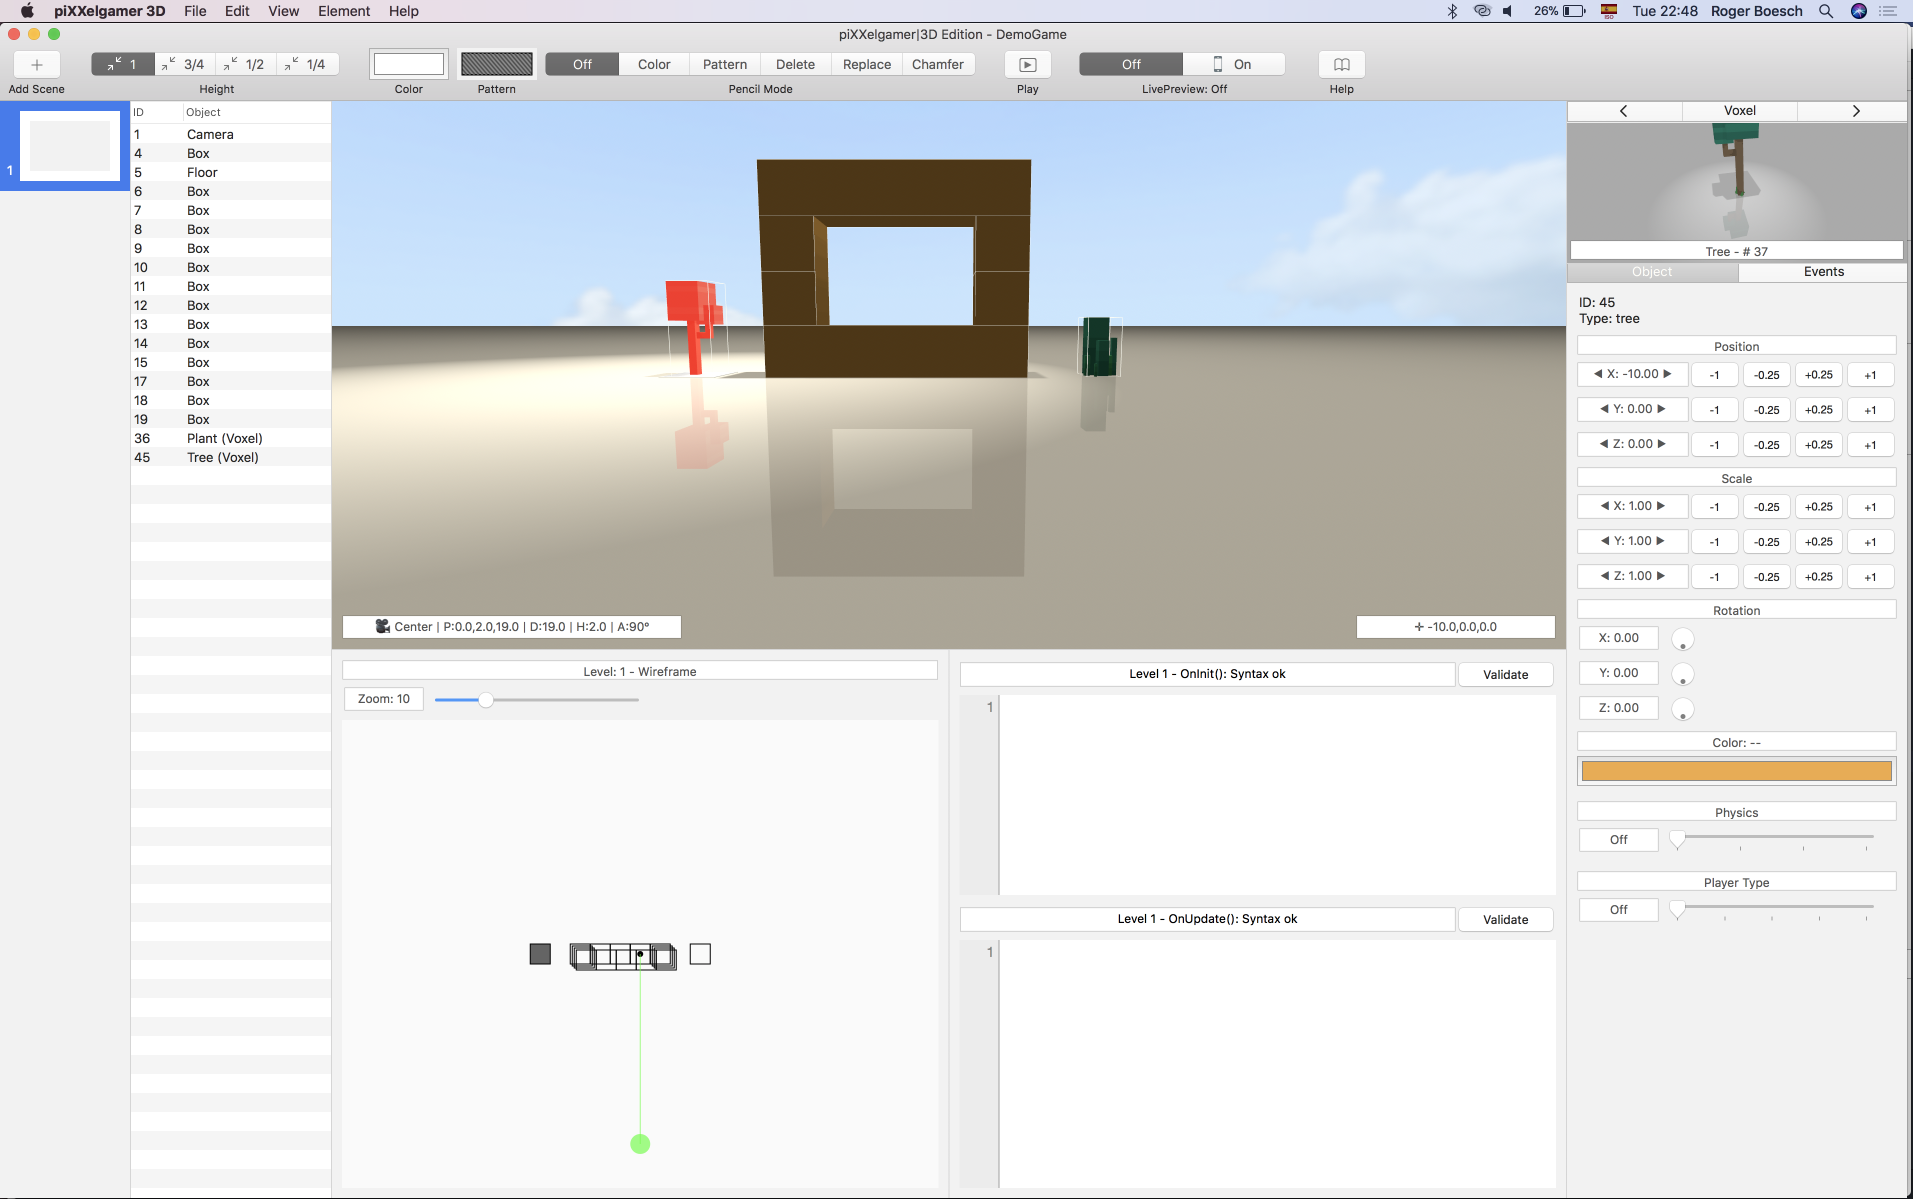 piXXelgamer 3D File Edit View Element Help 26% ISO Tue 22:48 Roger Boesch
piXXelgamer|3D Edition - DemoGame
1 3/4 1/2 1/4 Off Color Pattern Delete Replace Chamfer Off On
Add Scene Height Color Pattern Pencil Mode Play LivePreview: Off Help
1
ID Object
1 Camera
4 Box
5 Floor
6 Box
7 Box
8 Box
9 Box
10 Box
11 Box
12 Box
13 Box
14 Box
15 Box
17 Box
18 Box
19 Box
36 Plant (Voxel)
45 Tree (Voxel)
Center | P:0.0,2.0,19.0 | D:19.0 | H:2.0 | A:90°
-10.0,0.0,0.0
Level: 1 - Wireframe
Zoom: 10
Level 1 - OnInit(): Syntax ok Validate
1
Level 1 - OnUpdate(): Syntax ok Validate
1
Voxel
Tree - # 37
Object Events
ID: 45
Type: tree
Position
X: -10.00 -1 -0.25 +0.25 +1
Y: 0.00 -1 -0.25 +0.25 +1
Z: 0.00 -1 -0.25 +0.25 +1
Scale
X: 1.00 -1 -0.25 +0.25 +1
Y: 1.00 -1 -0.25 +0.25 +1
Z: 1.00 -1 -0.25 +0.25 +1
Rotation
X: 0.00
Y: 0.00
Z: 0.00
Color: --
Physics
Off
Player Type
Off